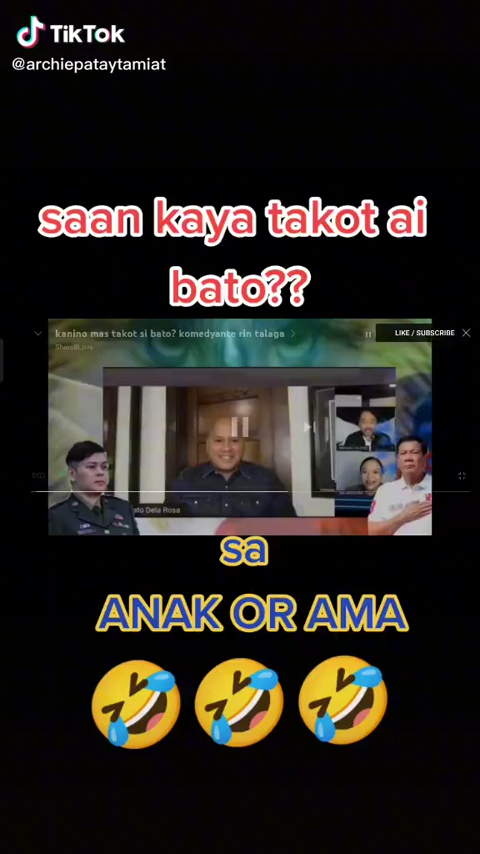 TikTok
@archiepataytamiat
saan kaya takot ai
bato??
kanino mas takot si bato? komedyante rin talaga
LIKE / SUBSCRIBE
ato Dela Rosa
sa
ANAK OR AMA